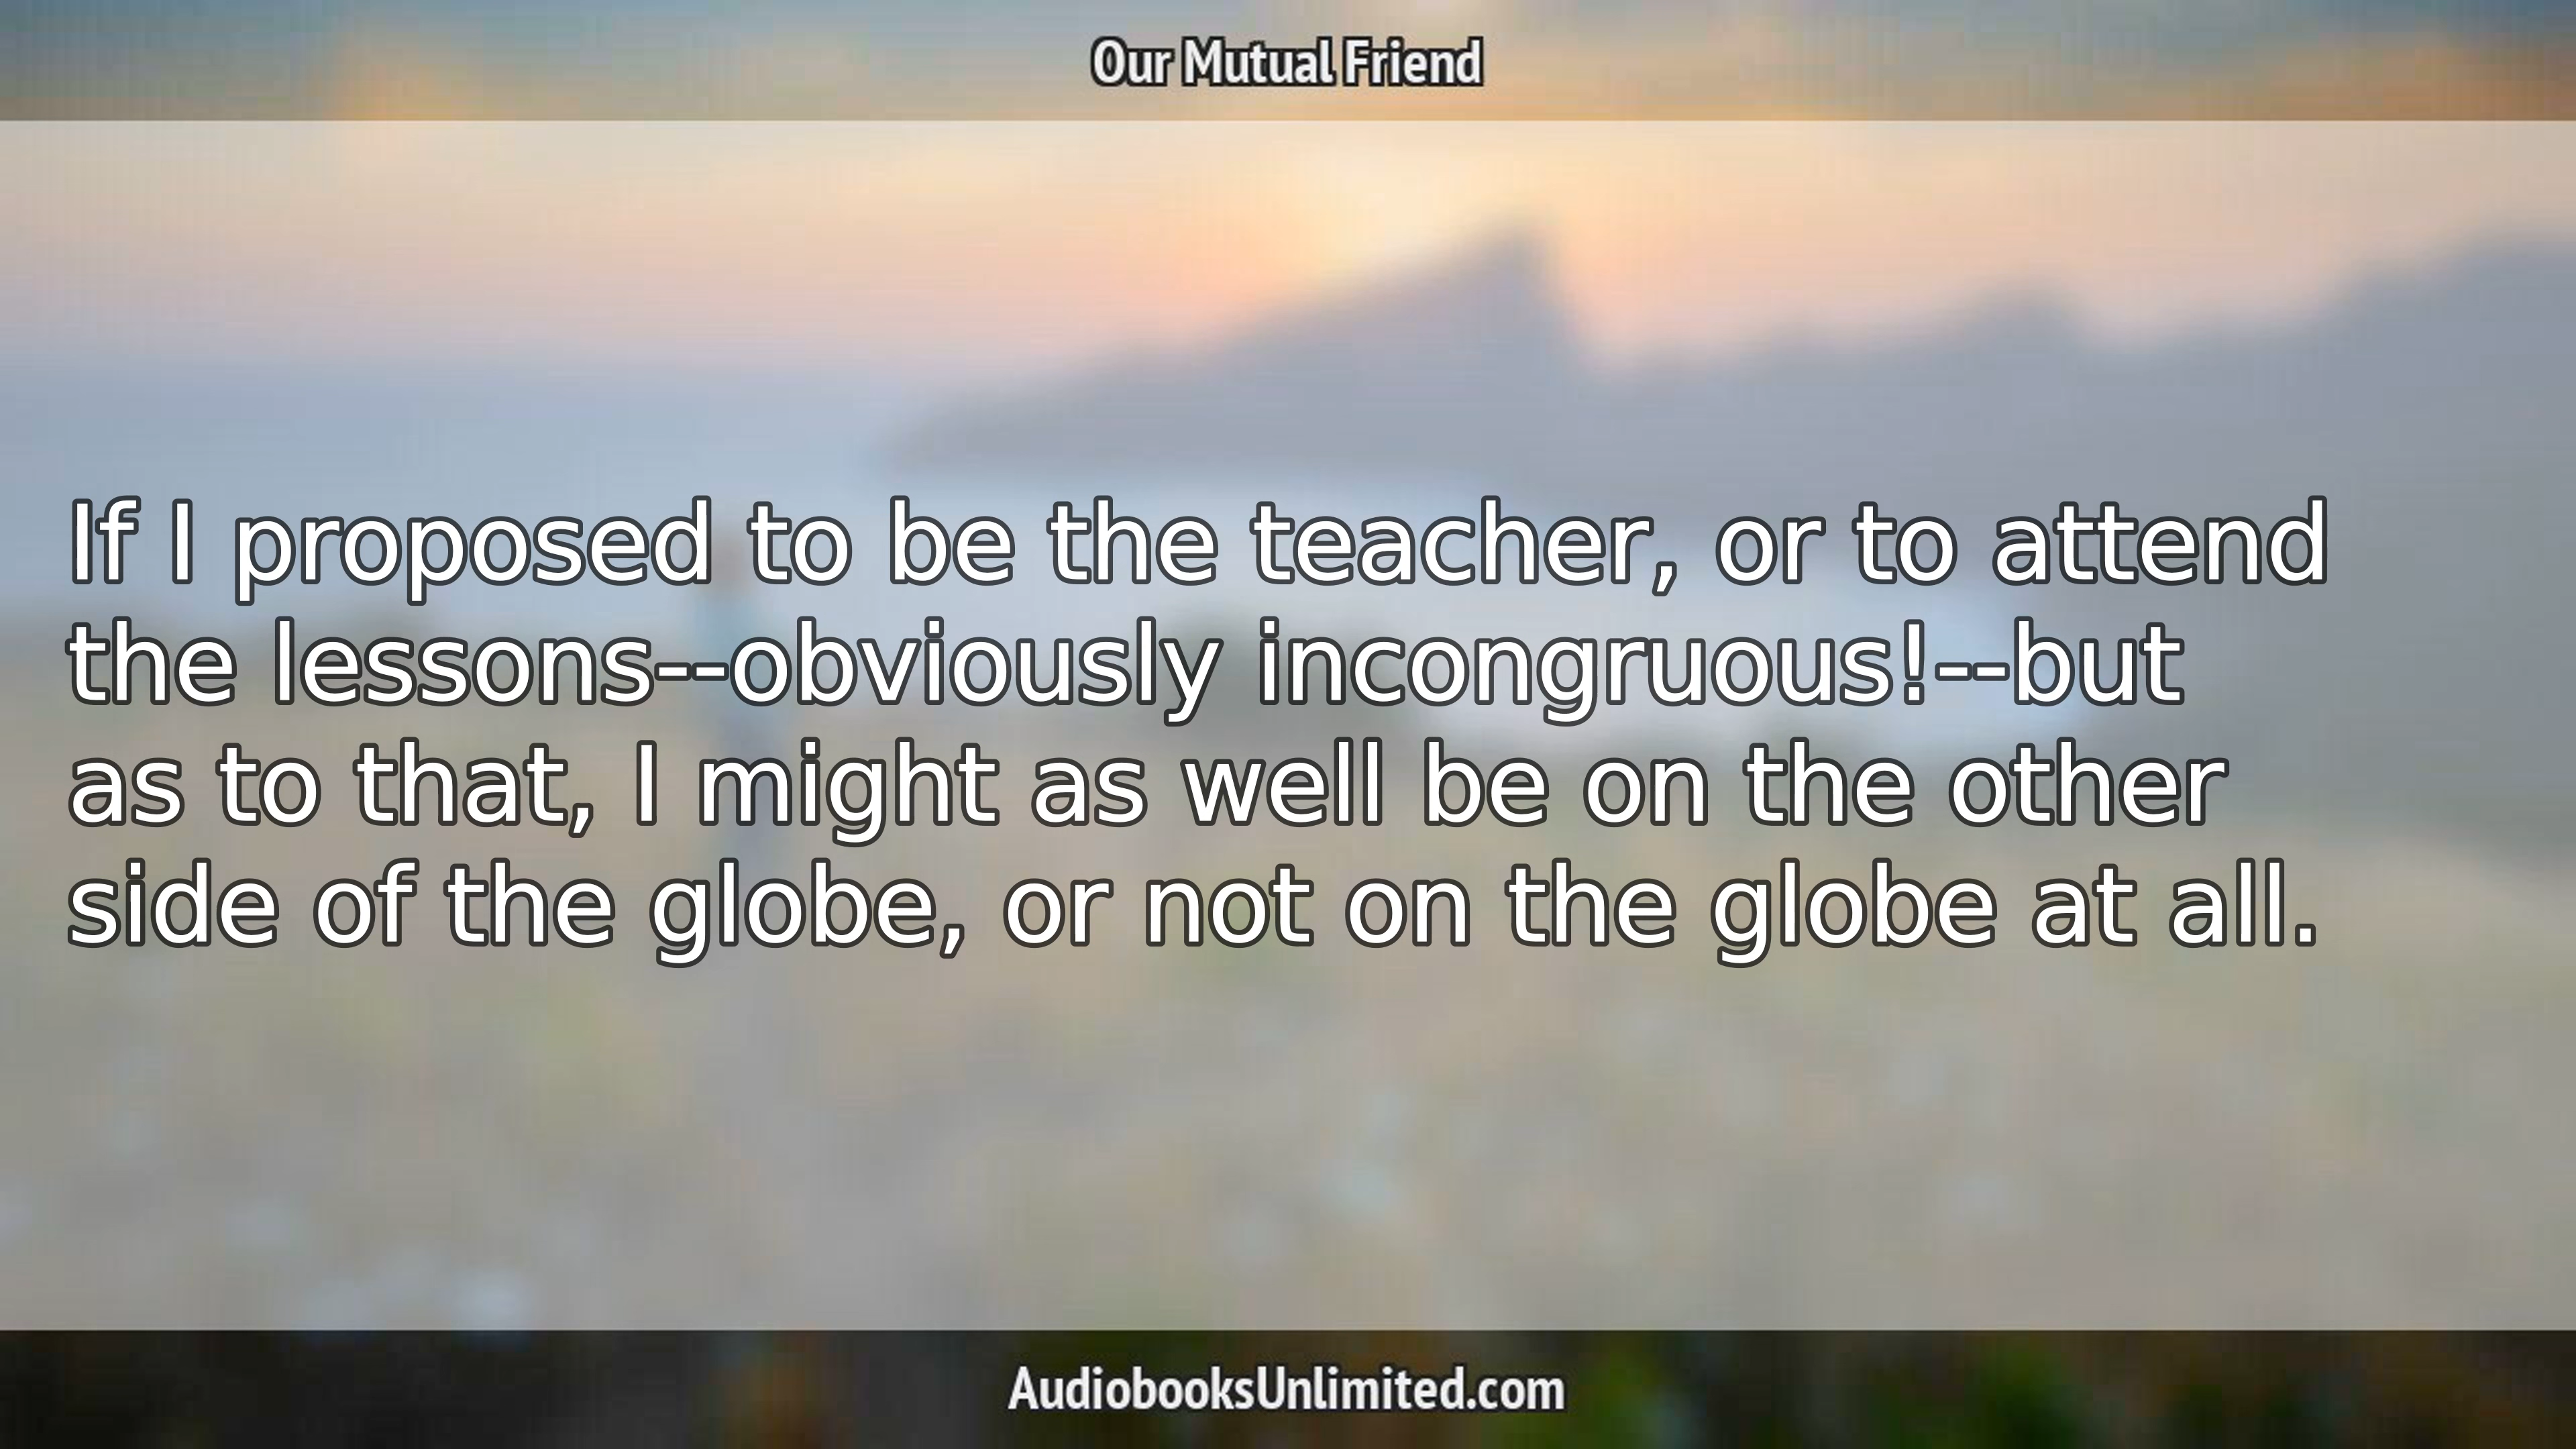 Our Mutual Friend
If I proposed to be the teacher, or to attend
the lessons--obviously incongruous!--but
as to that, I might as well be on the other
side of the globe, or not on the globe at all.
AudiobooksUnlimited.com